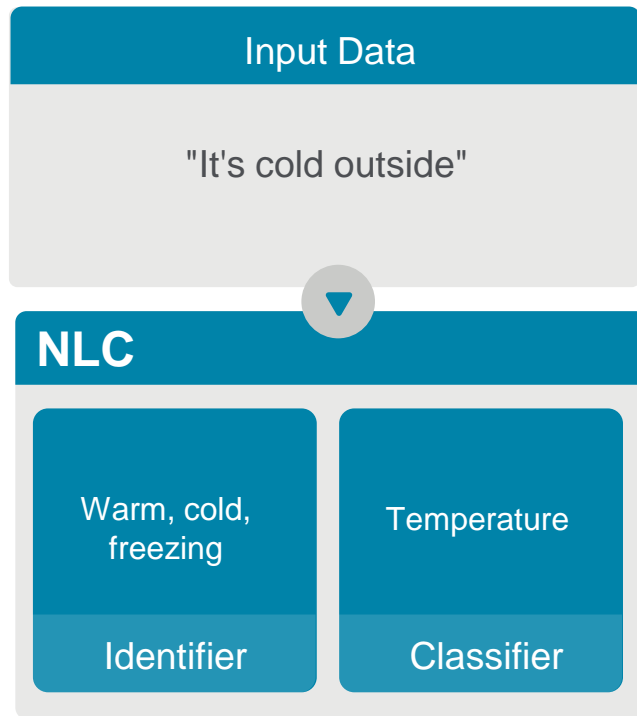 Input Data
"It's cold outside"
NLC
Warm, cold,
freezing
Identifier
Temperature
Classifier